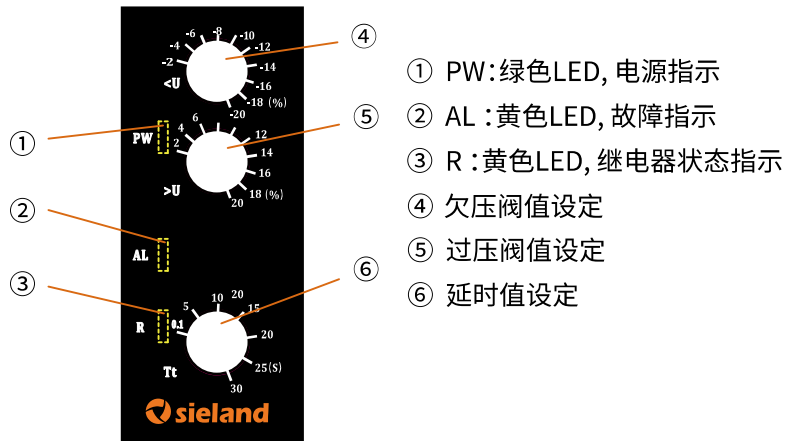 -6 -8 -10
-4 -12
-2 -14
-16
<U -18 (%)
-20
④
① PW:绿色LED, 电源指示
② AL :黄色LED, 故障指示
③ R :黄色LED, 继电器状态指示
④ 欠压阀值设定
⑤ 过压阀值设定
⑥ 延时值设定
⑤
①
PW
6
4 12
2 14
16
18 (%)
>U 20
②
AL
③
⑥
R
10 20
5 15
0.1 20
25(S)
Tt 30
sieland